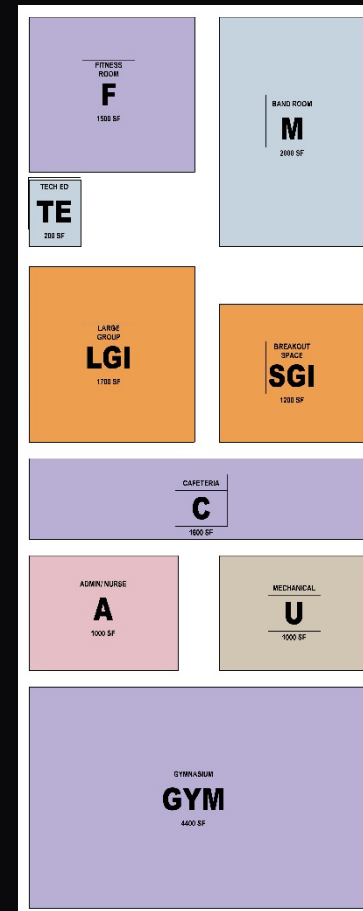 FITNESS
ROOM
F
1500 SF
BAND ROOM
M
2000 SF
TECH ED
TE
200 SF
LARGE
GROUP
LGI
1700 SF
BREAKOUT
SPACE
SGI
1200 SF
CAFETERIA
C
1600 SF
ADMIN/ NURSE
A
1000 SF
MECHANICAL
U
1000 SF
GYMNASIUM
GYM
4400 SF